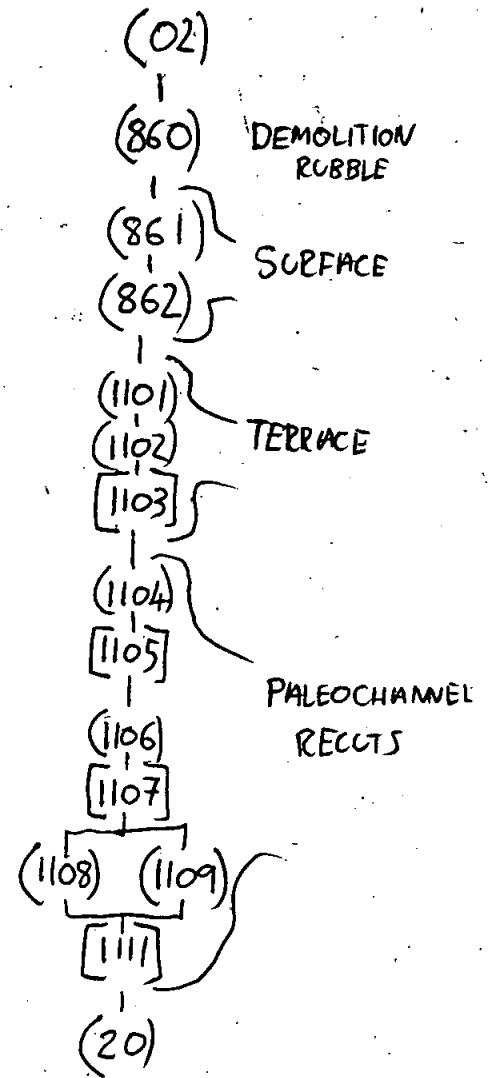 (02)
(860) DEMOLITION
RUBBLE
(861)
SURFACE
(862)
(1101)
TERRACE
(1102)
[1103]
(1104)
[1105]
PALEOCHANNEL
RECUTS
(1106)
[1107]
(1108) (1109)
[1111]
(20)